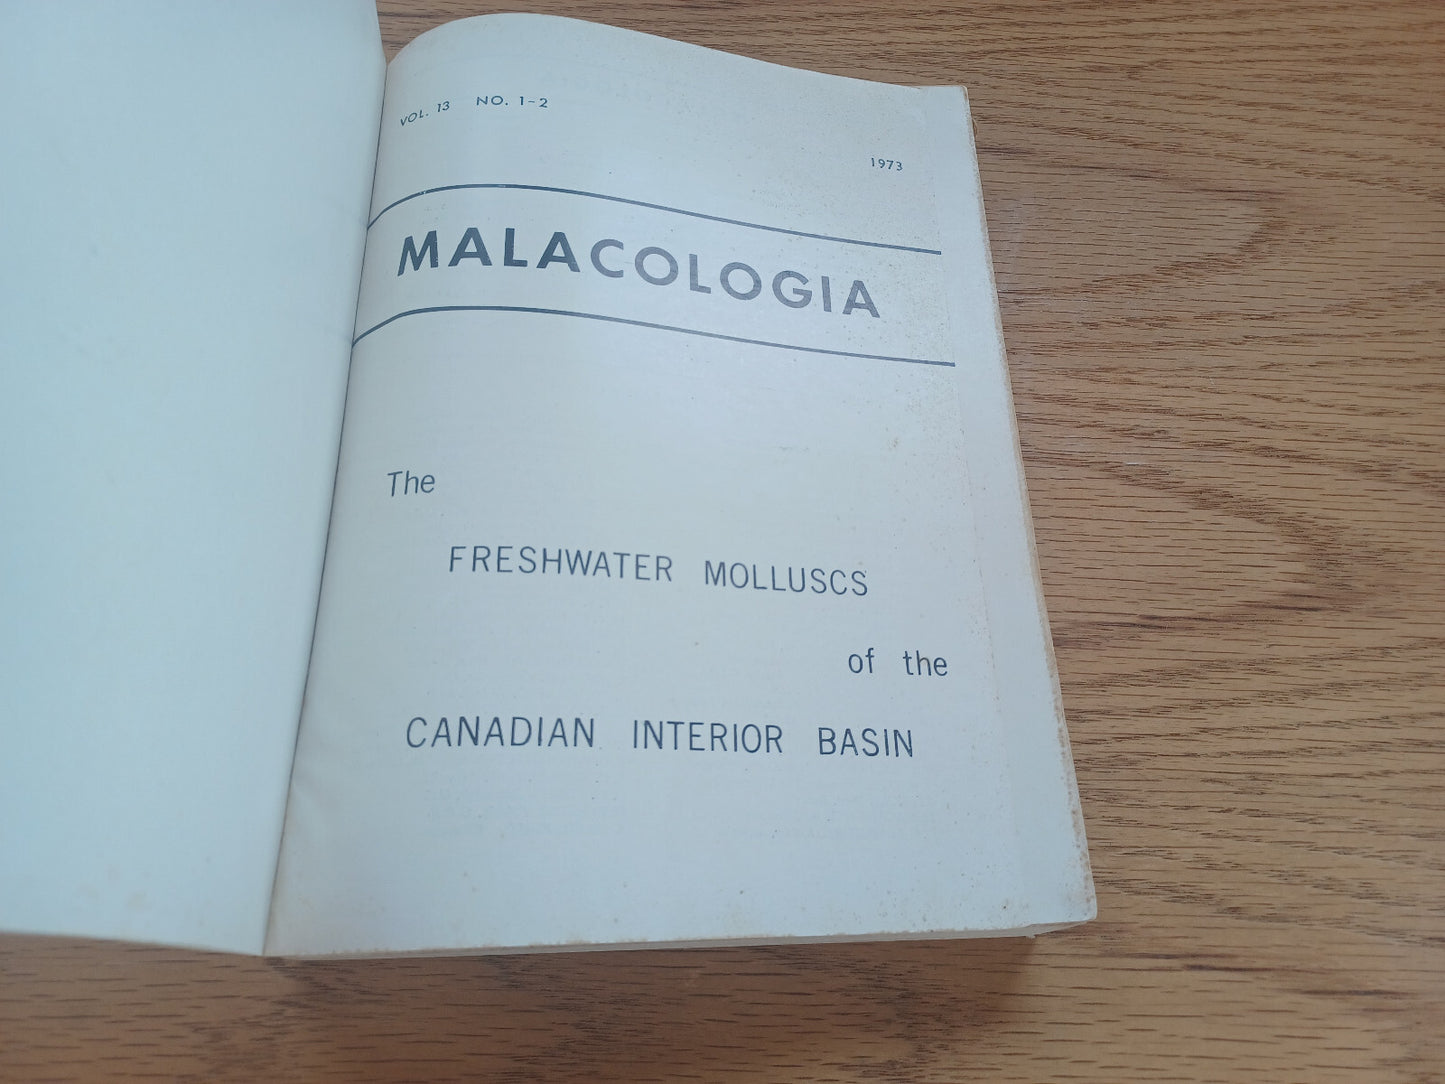 VOL. 13 NO. 1-2
1973
MALACOLOGIA
The
FRESHWATER MOLLUSCS
of the
CANADIAN INTERIOR BASIN